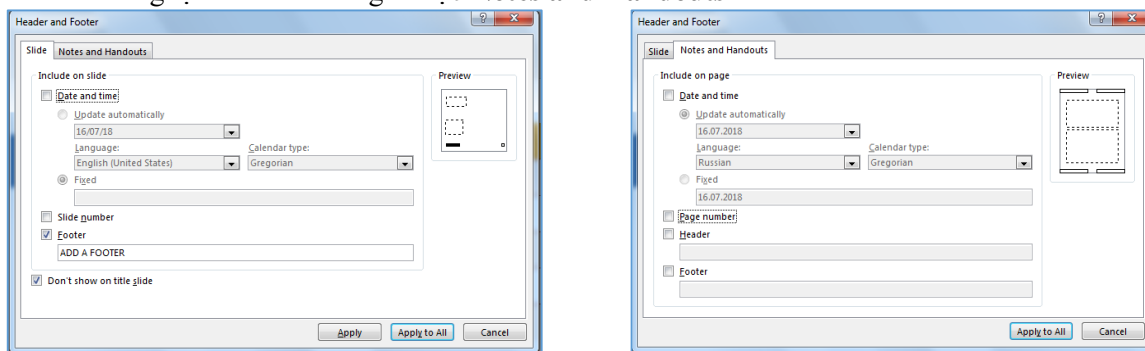 Notes and Handouts
Header and Footer
Slide
Notes and Handouts
Include on slide
Date and time
Update automatically
16/07/18
Language:
Calendar type:
English (United States)
Gregorian
Fixed
Slide number
Footer
ADD A FOOTER
Don't show on title slide
Preview
Apply
Apply to All
Cancel
Header and Footer
Slide
Notes and Handouts
Include on page
Date and time
Update automatically
16.07.2018
Language:
Calendar type:
Russian
Gregorian
Fixed
16.07.2018
Page number
Header
Footer
Preview
Apply to All
Cancel